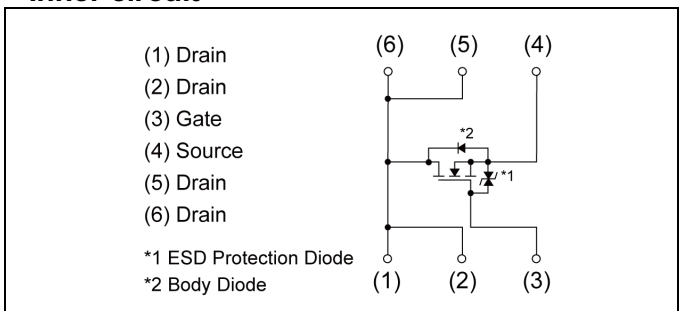 Inner circuit
(1) Drain
(2) Drain
(3) Gate
(4) Source
(5) Drain
(6) Drain
*1 ESD Protection Diode
*2 Body Diode
(6) (5) (4)
*2
*1
(1) (2) (3)